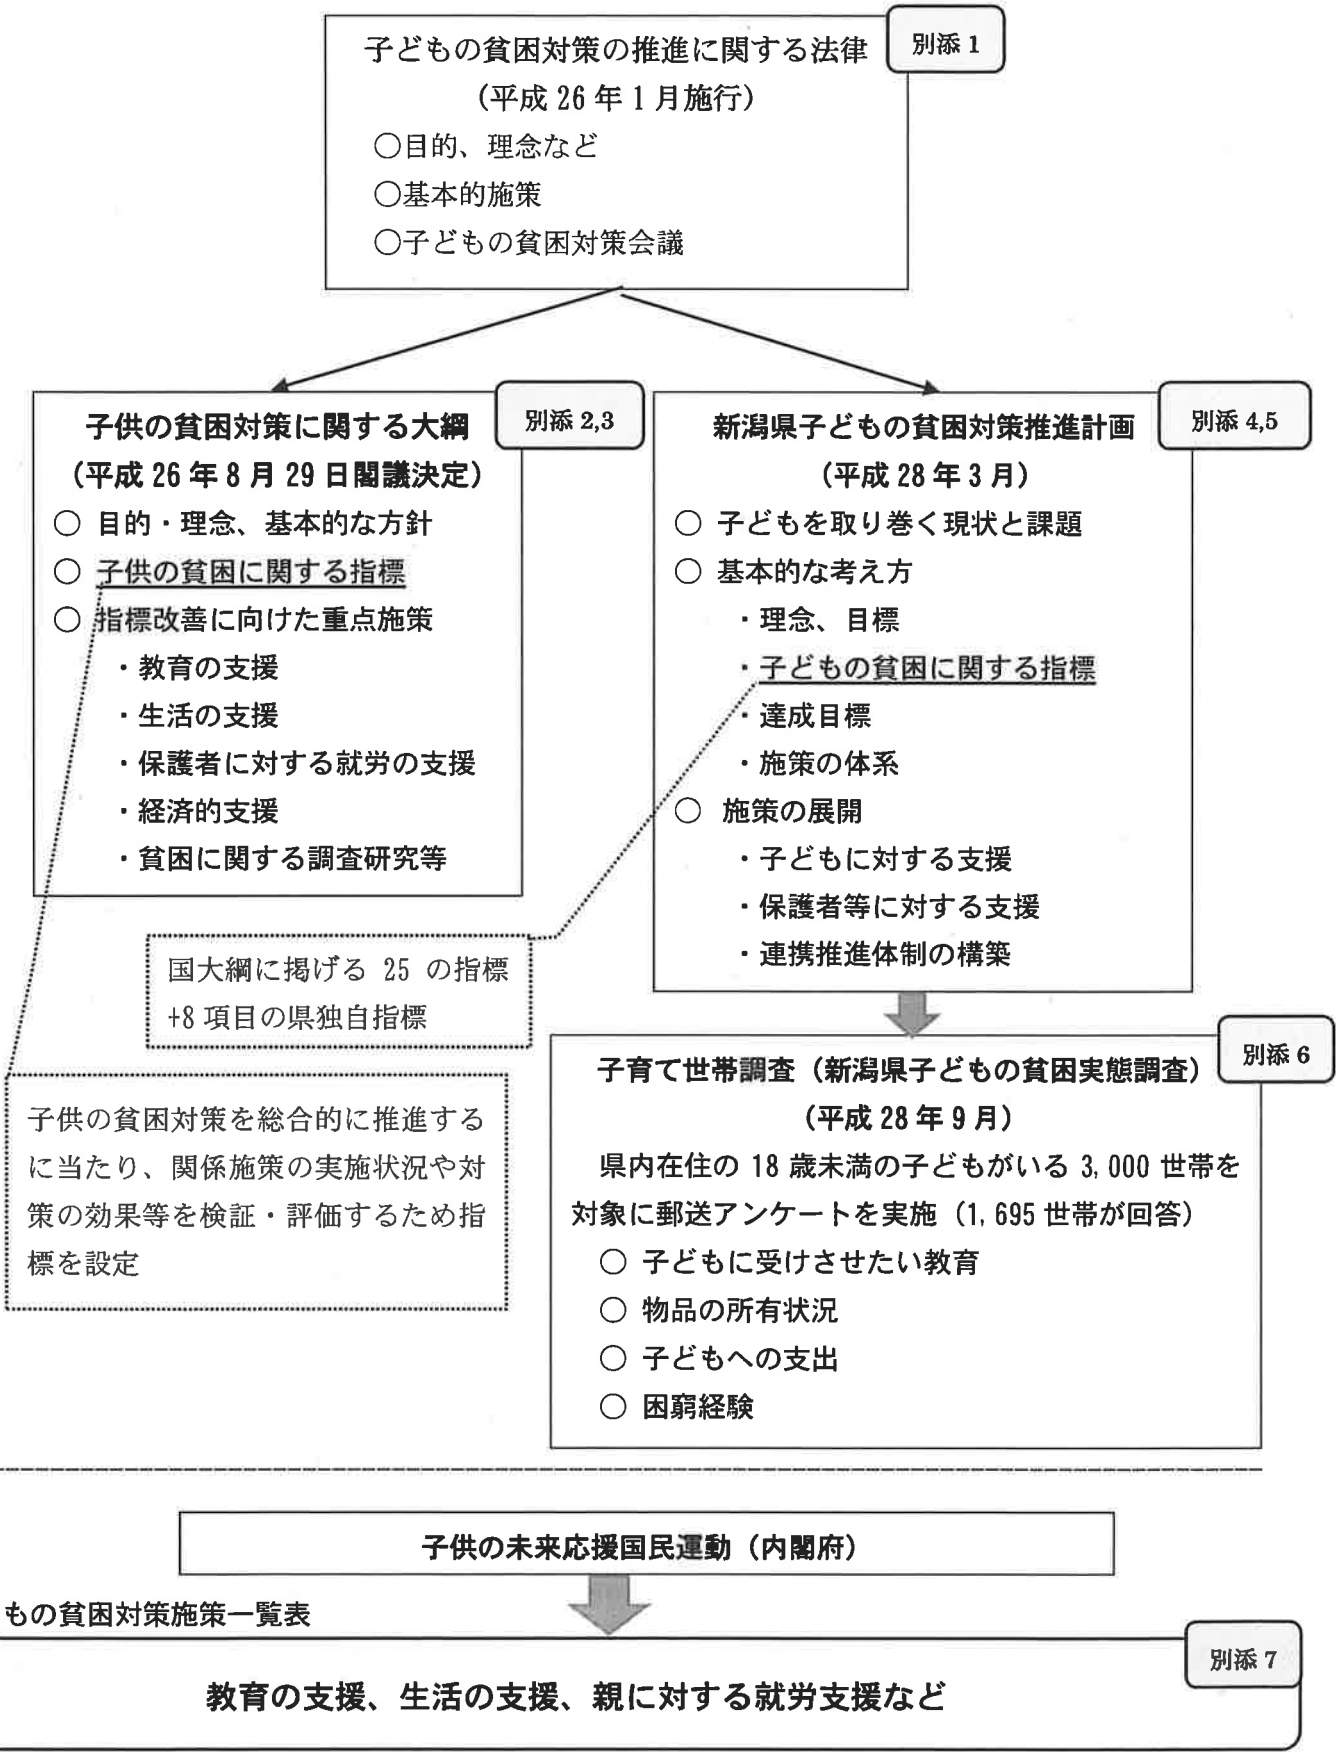 子どもの貧困対策の推進に関する法律
別添 1
（平成 26 年 1 月施行）
○目的、理念など
○基本的施策
○子どもの貧困対策会議
子供の貧困対策に関する大綱
別添 2,3
（平成 26 年 8 月 29 日閣議決定）
○ 目的・理念、基本的な方針
○ 子供の貧困に関する指標
○ 指標改善に向けた重点施策
・教育の支援
・生活の支援
・保護者に対する就労の支援
・経済的支援
・貧困に関する調査研究等
新潟県子どもの貧困対策推進計画
別添 4,5
（平成 28 年 3 月）
○ 子どもを取り巻く現状と課題
○ 基本的な考え方
・理念、目標
・子どもの貧困に関する指標
・達成目標
・施策の体系
○ 施策の展開
・子どもに対する支援
・保護者等に対する支援
・連携推進体制の構築
国大綱に掲げる 25 の指標
+8 項目の県独自指標
子供の貧困対策を総合的に推進する
に当たり、関係施策の実施状況や対
策の効果等を検証・評価するため指
標を設定
子育て世帯調査（新潟県子どもの貧困実態調査）
別添 6
（平成 28 年 9 月）
県内在住の 18 歳未満の子どもがいる 3,000 世帯を
対象に郵送アンケートを実施（1,695 世帯が回答）
○ 子どもに受けさせたい教育
○ 物品の所有状況
○ 子どもへの支出
○ 困窮経験
子供の未来応援国民運動（内閣府）
もの貧困対策施策一覧表
別添 7
教育の支援、生活の支援、親に対する就労支援など